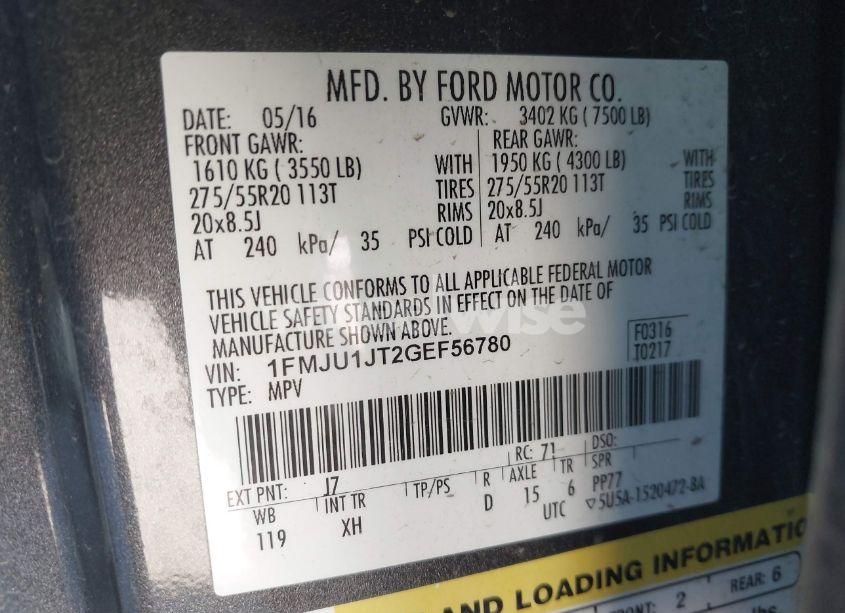 MFD. BY FORD MOTOR CO.
DATE: 05/16 GVWR: 3402 KG ( 7500 LB)
FRONT GAWR: REAR GAWR:
1610 KG ( 3550 LB) WITH 1950 KG ( 4300 LB) WITH
275/55R20 113T TIRES 275/55R20 113T TIRES
20x8.5J RIMS 20x8.5J RIMS
AT 240 kPa/ 35 PSI COLD AT 240 kPa/ 35 PSI COLD
THIS VEHICLE CONFORMS TO ALL APPLICABLE FEDERAL MOTOR
VEHICLE SAFETY STANDARDS IN EFFECT ON THE DATE OF
MANUFACTURE SHOWN ABOVE.
VIN: 1FMJU1JT2GEF56780 F0316
TYPE: MPV T0217
EXT PNT: J7 RC: 71 DSO:
WB INT TR TP/PS R AXLE TR SPR
119 XH D 15 6 PP77
UTC ▽5U5A-1520472-BA
AND LOADING INFORMATION
2 REAR: 6